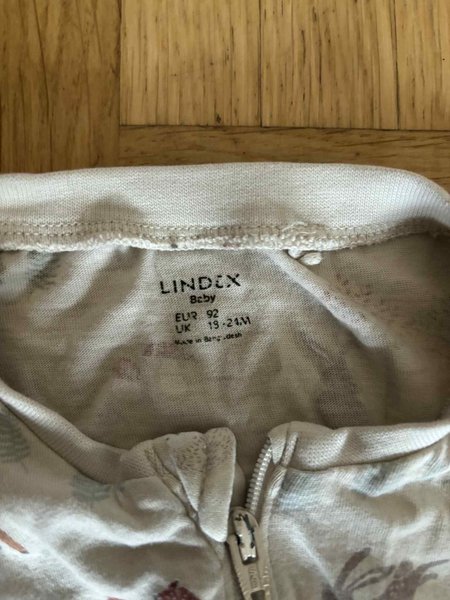 LINDEX
Baby
EUR 92
UK 18-24M
Made in Bangladesh